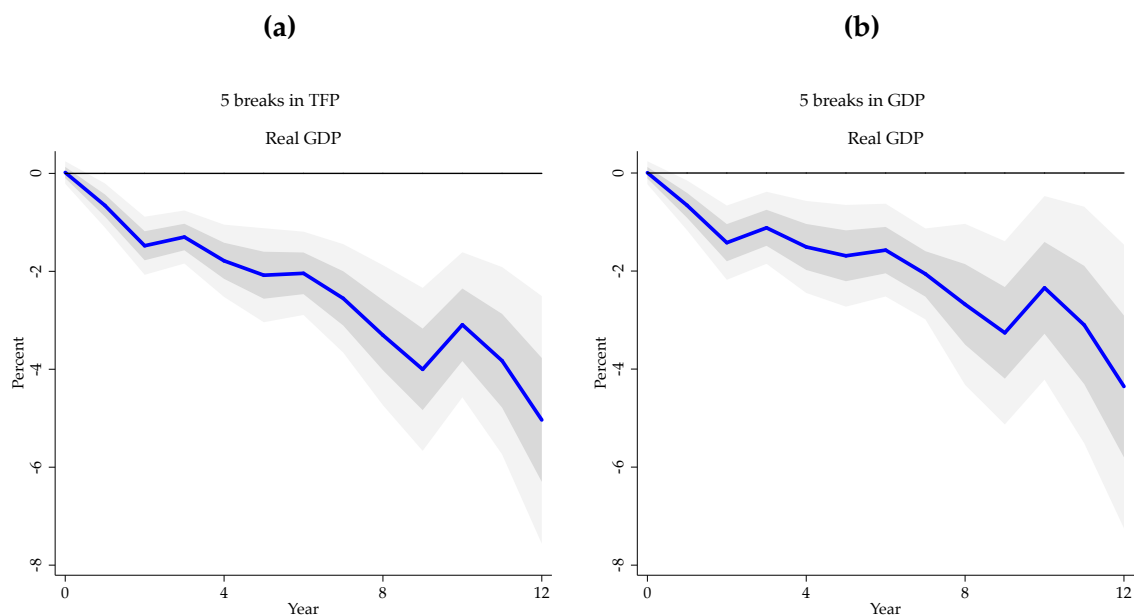 (a)
5 breaks in TFP
Real GDP
Percent
0
-2
-4
-6
-8
0 4 8 12
Year
(b)
5 breaks in GDP
Real GDP
Percent
0
-2
-4
-6
-8
0 4 8 12
Year